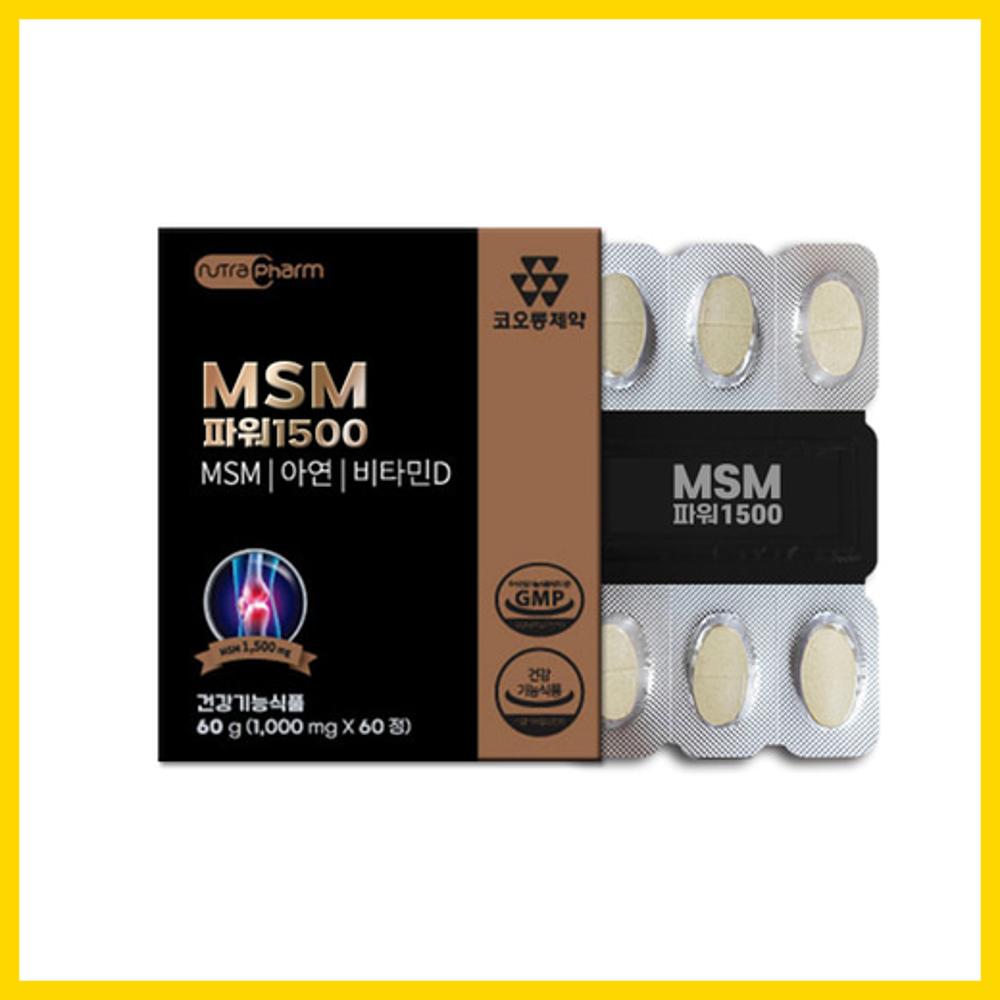 nutraPharm
코오롱제약
MSM
파워1500
MSM|아연|비타민D
MSM 1,500 mg
건강기능식품
60 g (1,000 mg X 60 정)
GMP
건강
기능식품
MSM
파워1500